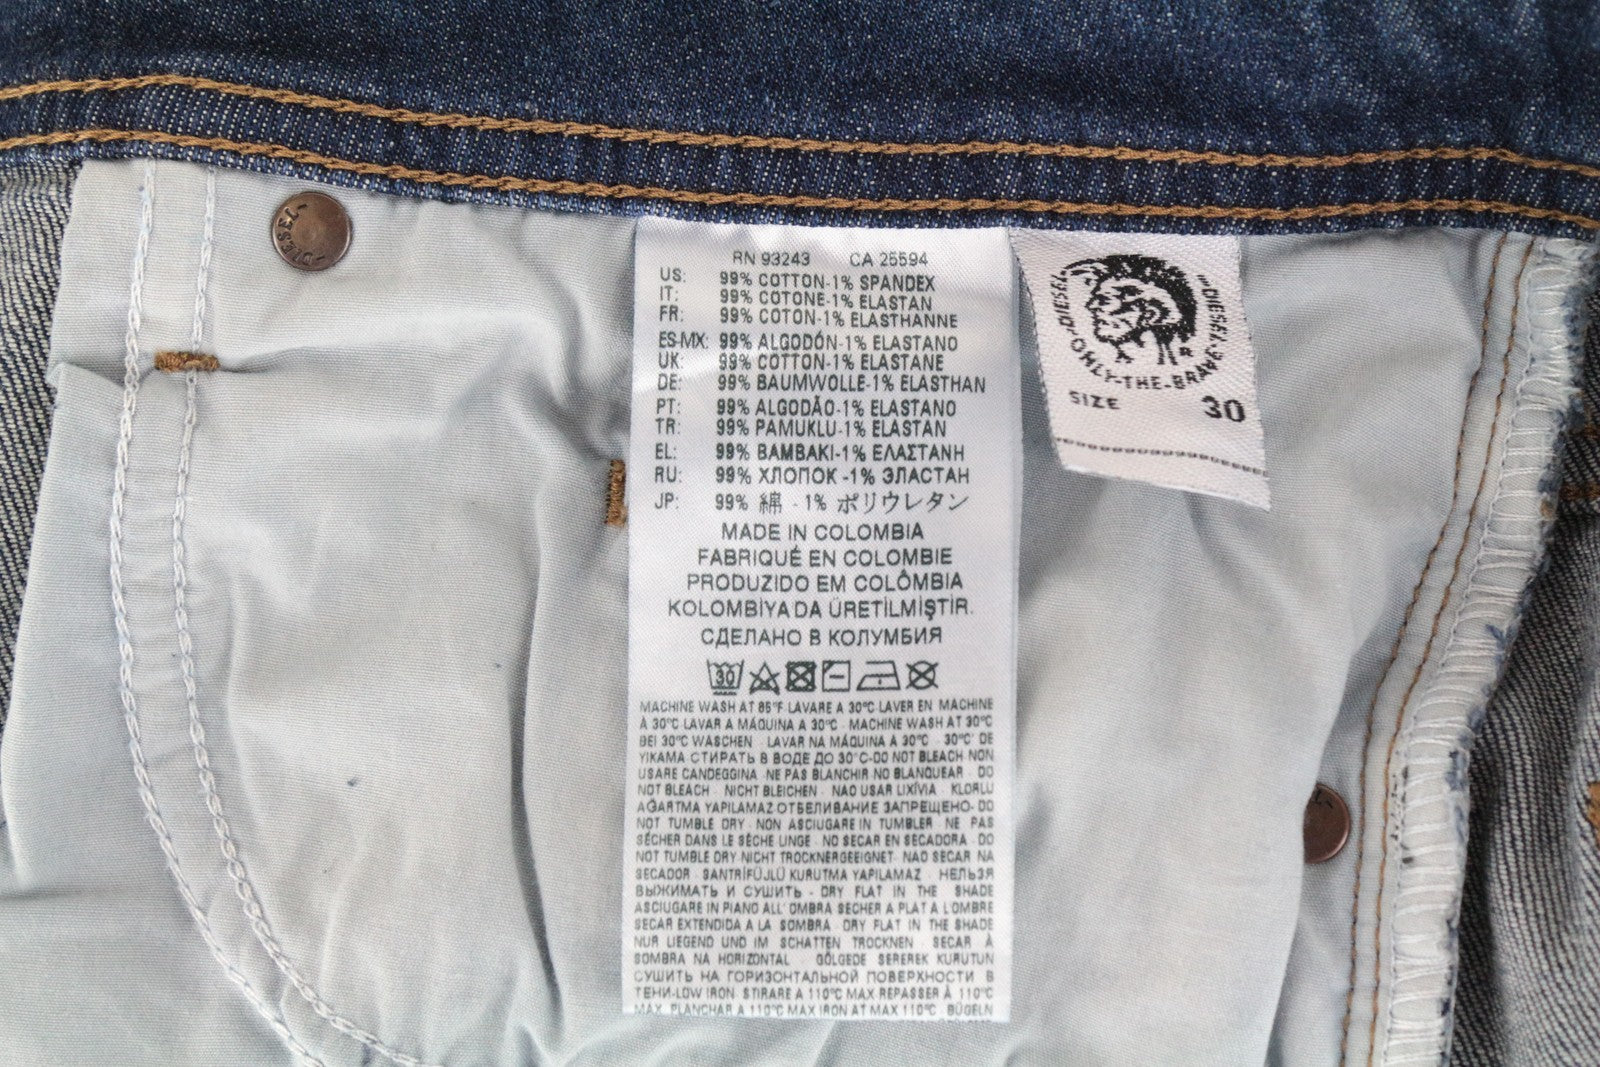 DIESEL
RN 93243 CA 25594
US: 99% COTTON-1% SPANDEX
IT: 99% COTONE-1% ELASTAN
FR: 99% COTON-1% ELASTHANNE
ES-MX: 99% ALGODÓN-1% ELASTANO
UK: 99% COTTON-1% ELASTANE
DE: 99% BAUMWOLLE-1% ELASTHAN
PT: 99% ALGODÃO-1% ELASTANO
TR: 99% PAMUKLU-1% ELASTAN
EL: 99% ΒΑΜΒΑΚΙ-1% ΕΛΑΣΤΑΝΗ
RU: 99% ХЛОПОК -1% ЭЛАСТАН
JP: 99% 綿 - 1% ポリウレタン
MADE IN COLOMBIA
FABRIQUÉ EN COLOMBIE
PRODUZIDO EM COLÔMBIA
KOLOMBİYA DA ÜRETİLMİŞTİR.
СДЕЛАНО В КОЛУМБИЯ
30
MACHINE WASH AT 85°F LAVARE A 30°C LAVER EN MACHINE
À 30°C LAVAR A MÁQUINA A 30°C · MACHINE WASH AT 30°C
BEI 30°C WASCHEN · LAVAR NA MÁQUINA A 30°C · 30°C' DE
YIKAMA СТИРАТЬ В ВОДЕ ДО 30°C-DO NOT BLEACH NON
USARE CANDEGGINA · NE PAS BLANCHIR NO BLANQUEAR · DO
NOT BLEACH · NICHT BLEICHEN · NAO USAR LIXÍVIA · KLORLU
AĞARTMA YAPILAMAZ ОТБЕЛИВАНИЕ ЗАПРЕЩЕНО- DO
NOT TUMBLE DRY · NON ASCIUGARE IN TUMBLER · NE PAS
SÉCHER DANS LE SÈCHE LINGE · NO SECAR EN SECADORA · DO
NOT TUMBLE DRY-NICHT TROCKNERGEEIGNET· NAO SECAR NA
SECADOR · SANTRİFÜJLÜ KURUTMA YAPILAMAZ · НЕЛЬЗЯ
ВЫЖИМАТЬ И СУШИТЬ - DRY FLAT IN THE SHADE
ASCIUGARE IN PIANO ALL' OMBRA SECHER A PLAT A L'OMBRE
SECAR EXTENDIDA A LA SOMBRA · DRY FLAT IN THE SHADE
NUR LIEGEND UND IM SCHATTEN TROCKNEN · SECAR À
SOMBRA NA HORIZONTAL · GÖLGEDE SEREREK KURUTUN
СУШИТЬ НА ГОРИЗОНТАЛЬНОЙ ПОВЕРХНОСТИ В
ТЕНИ-LOW IRON· STIRARE A 110°C MAX REPASSER À 110°C
MAX. PLANCHAR A 110°C MAX IRON AT MAX 110°C · BÜGELN
"DIESEL"
"DIESEL"
ONLY-THE-BRAVE
R
SIZE 30